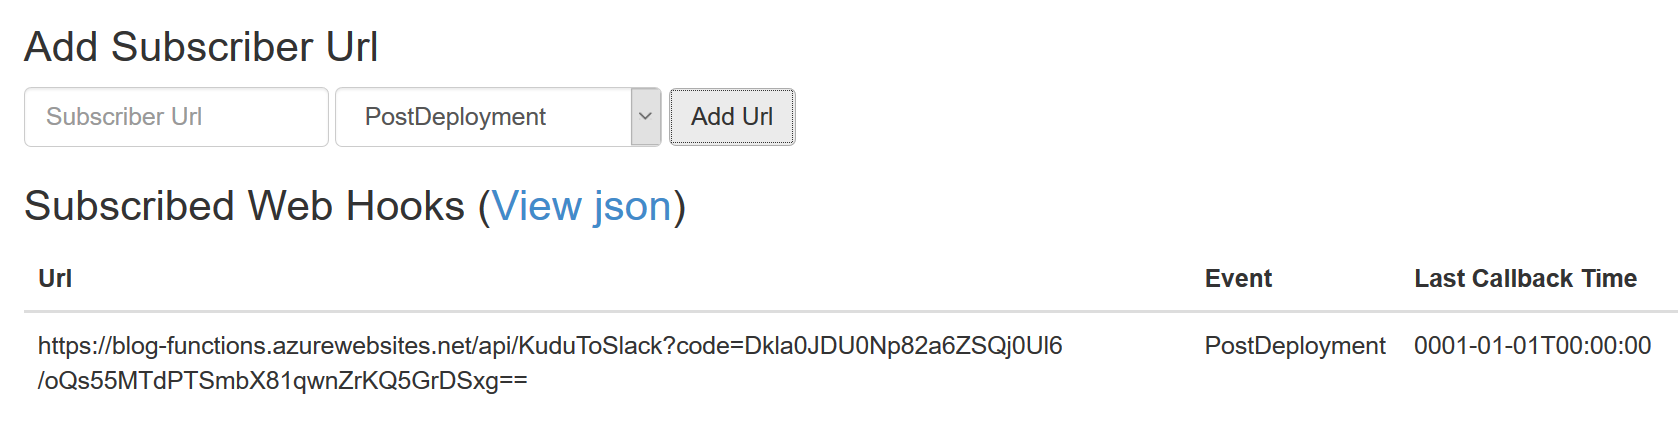 Add Subscriber Url
Subscriber Url PostDeployment Add Url
Subscribed Web Hooks (View json)
Url Event Last Callback Time
https://blog-functions.azurewebsites.net/api/KuduToSlack?code=Dkla0JDU0Np82a6ZSQj0Ul6 PostDeployment 0001-01-01T00:00:00
/oQs55MTdPTSmbX81qwnZrKQ5GrDSxg==